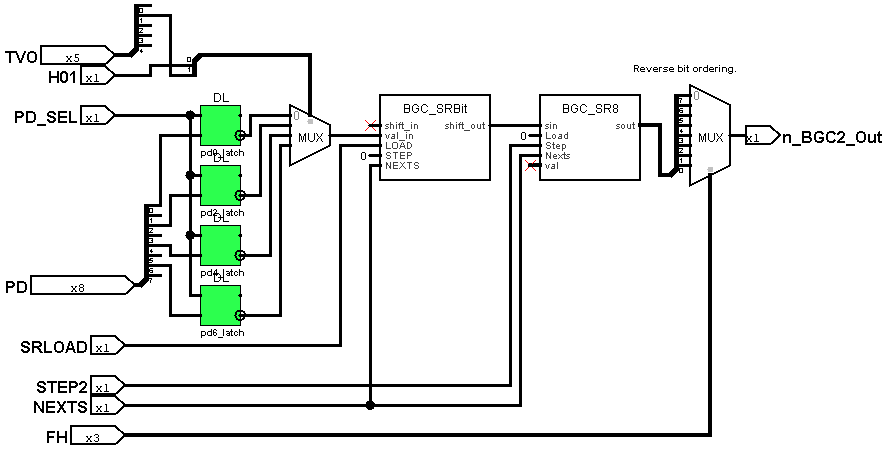 TVO x5
H01 x1
PD_SEL x1
PD x8
SRLOAD x1
STEP2 x1
NEXTS x1
FH x3
0
1
2
3
4
0
1
DL
pd0_latch
DL
pd2_latch
DL
pd4_latch
DL
pd6_latch
0
1
2
3
4
5
6
7
0
MUX
BGC_SRBit
shift_in shift_out
val_in
LOAD
0 STEP
NEXTS
BGC_SR8
sin sout
0 Load
Step
Nexts
val
Reverse bit ordering.
7
6
5
4
3
2
1
0
0
MUX
x1 n_BGC2_Out